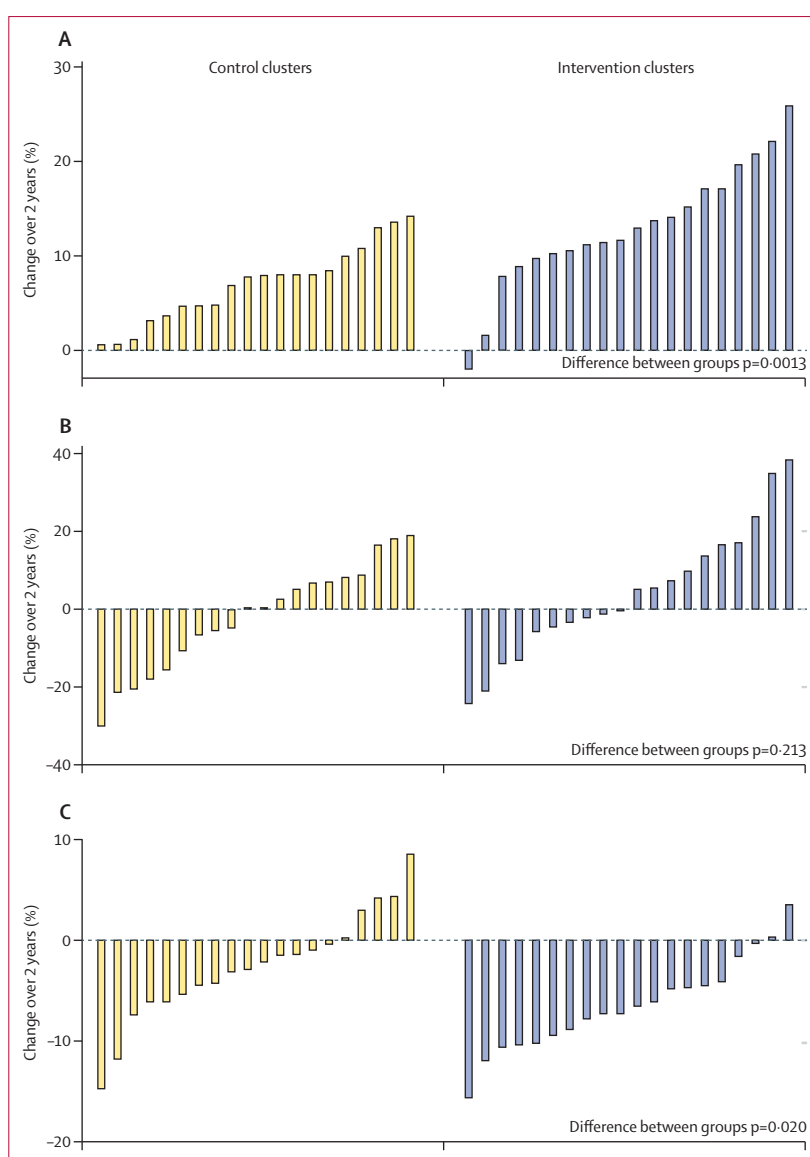 A
Control clusters
Intervention clusters
Change over 2 years (%)
30
20
10
0
Difference between groups p=0·0013
B
Change over 2 years (%)
40
20
0
–20
–40
Difference between groups p=0·213
C
Change over 2 years (%)
10
0
–10
–20
Difference between groups p=0·020